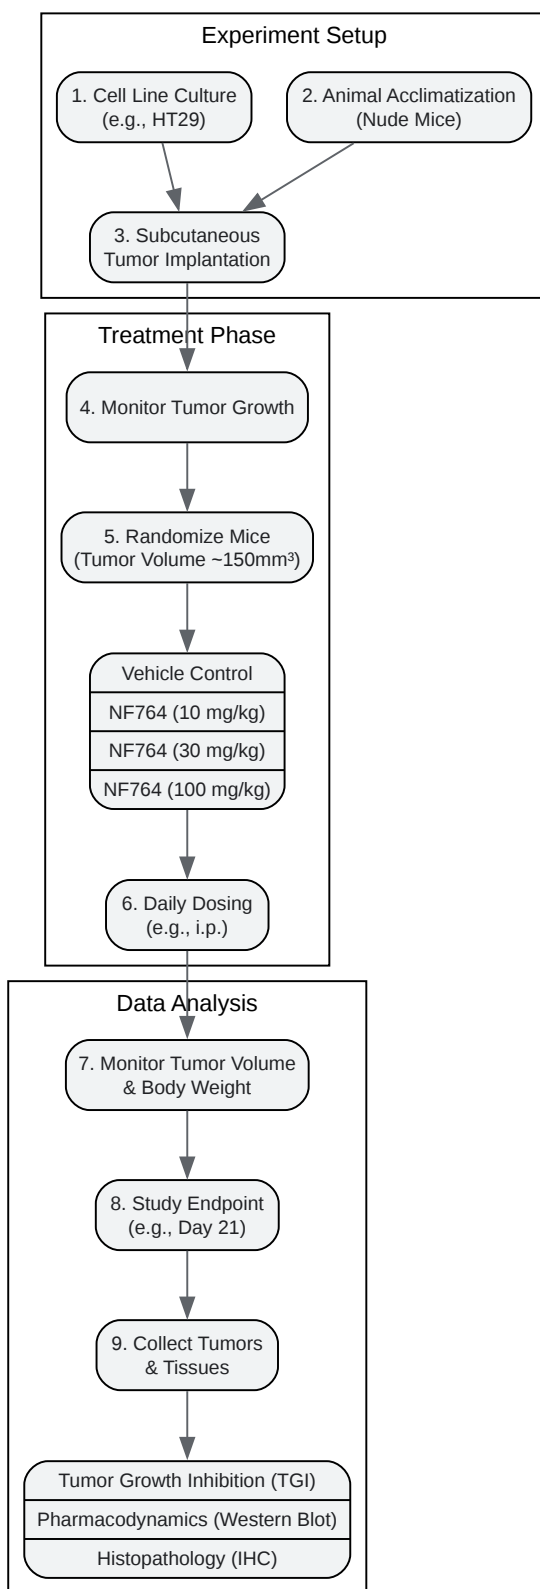 Experiment Setup
1. Cell Line Culture
(e.g., HT29)
2. Animal Acclimatization
(Nude Mice)
3. Subcutaneous
Tumor Implantation
Treatment Phase
4. Monitor Tumor Growth
5. Randomize Mice
(Tumor Volume ~150mm³)
Vehicle Control
NF764 (10 mg/kg)
NF764 (30 mg/kg)
NF764 (100 mg/kg)
6. Daily Dosing
(e.g., i.p.)
Data Analysis
7. Monitor Tumor Volume
& Body Weight
8. Study Endpoint
(e.g., Day 21)
9. Collect Tumors
& Tissues
Tumor Growth Inhibition (TGI)
Pharmacodynamics (Western Blot)
Histopathology (IHC)